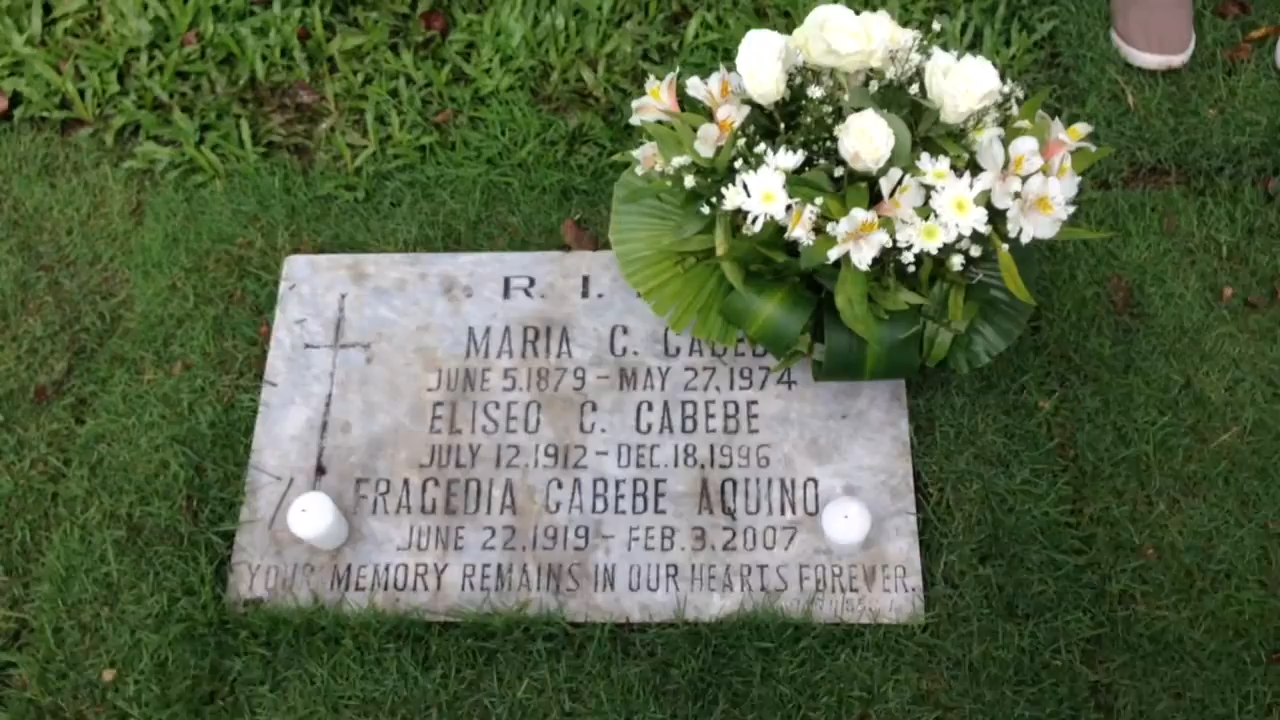 R. I.
MARIA C. CABEB
JUNE 5.1879 - MAY 27,1974
ELISEO C. CABEBE
JULY 12.1912 - DEC.18,1996
FRAGEDIA CABEBE AQUINO
JUNE 22,1919 - FEB.3,2007
YOUR MEMORY REMAINS IN OUR HEARTS FOREVER.